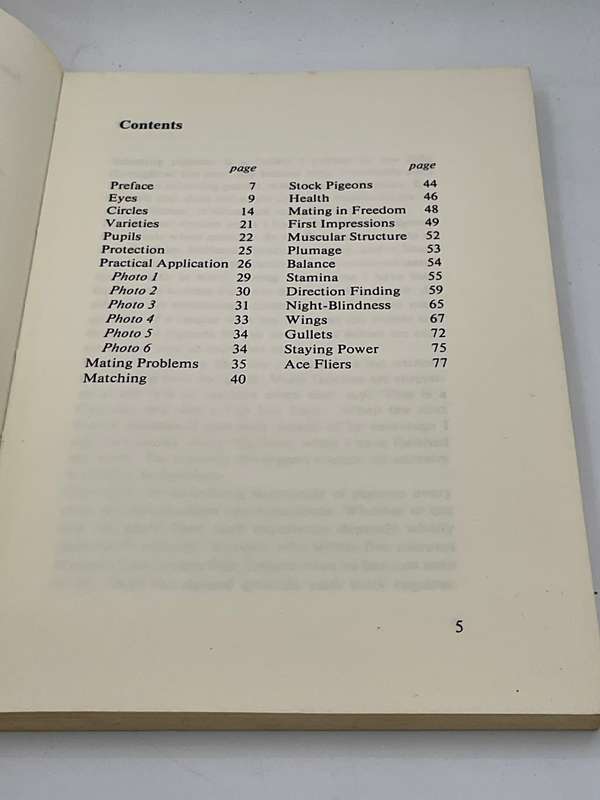 Contents
page
Preface 7
Eyes 9
Circles 14
Varieties 21
Pupils 22
Protection 25
Practical Application 26
Photo 1 29
Photo 2 30
Photo 3 31
Photo 4 33
Photo 5 34
Photo 6 34
Mating Problems 35
Matching 40
page
Stock Pigeons 44
Health 46
Mating in Freedom 48
First Impressions 49
Muscular Structure 52
Plumage 53
Balance 54
Stamina 55
Direction Finding 59
Night-Blindness 65
Wings 67
Gullets 72
Staying Power 75
Ace Fliers 77
5